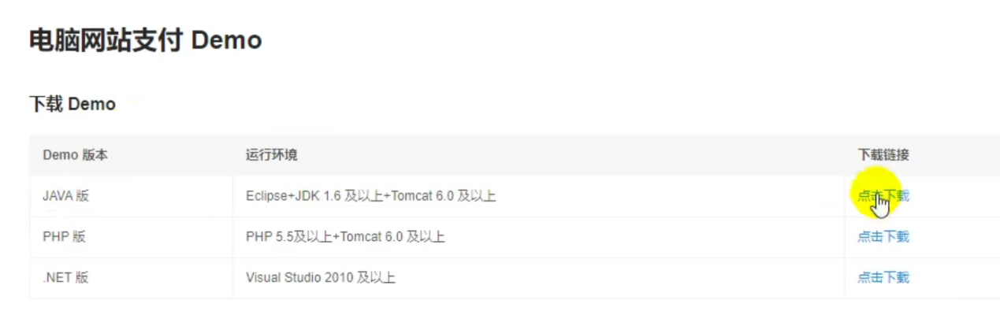 电脑网站支付 Demo
下载 Demo
Demo 版本 运行环境 下载链接
JAVA 版 Eclipse+JDK 1.6 及以上+Tomcat 6.0 及以上 点击下载
PHP 版 PHP 5.5及以上+Tomcat 6.0 及以上 点击下载
.NET 版 Visual Studio 2010 及以上 点击下载